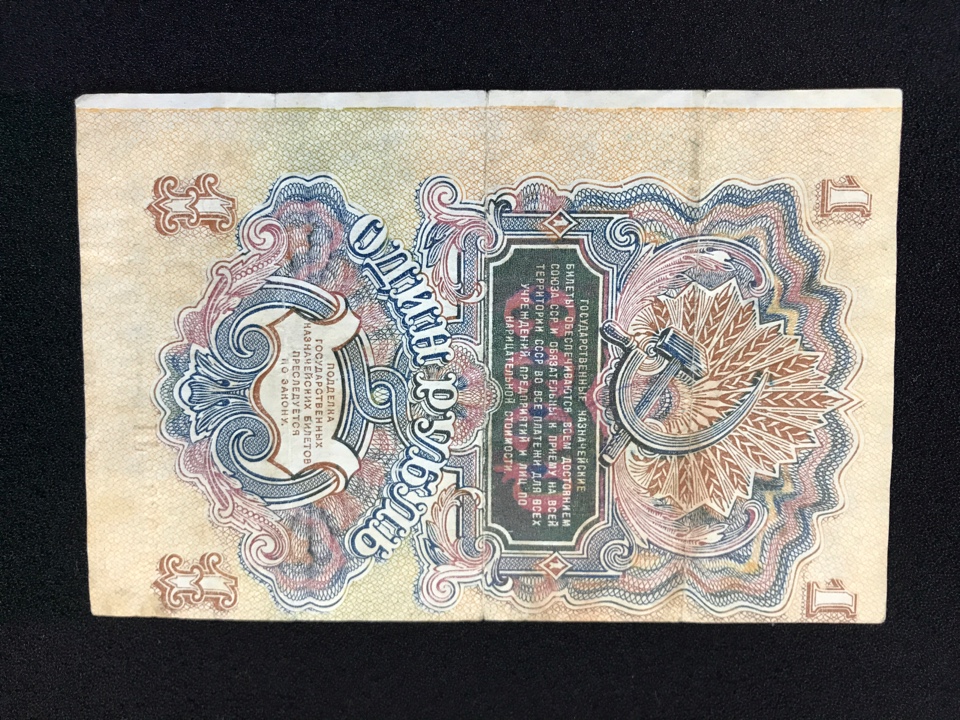 1 1
ГОСУДАРСТВЕННЫЕ КАЗНАЧЕЙСКИЕ
БИЛЕТЫ ОБЕСПЕЧИВАЮТСЯ ВСЕМ ДОСТОЯНИЕМ
СОЮЗА ССР И ОБЯЗАТЕЛЬНЫ К ПРИЕМУ НА ВСЕЙ
ТЕРРИТОРИИ СССР ВО ВСЕ ПЛАТЕЖИ ДЛЯ ВСЕХ
УЧРЕЖДЕНИЙ, ПРЕДПРИЯТИЙ И ЛИЦ ПО
НАРИЦАТЕЛЬНОЙ СТОИМОСТИ.
1 1
ОДИН РУБЛЬ
ПОДДЕЛКА
ГОСУДАРСТВЕННЫХ
КАЗНАЧЕЙСКИХ БИЛЕТОВ
ПРЕСЛЕДУЕТСЯ
ПО ЗАКОНУ.
1 1